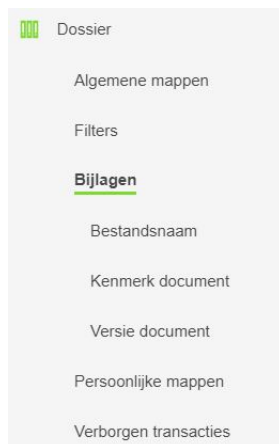 Dossier
Algemene mappen
Filters
Bijlagen
Bestandsnaam
Kenmerk document
Versie document
Persoonlijke mappen
Verborgen transacties